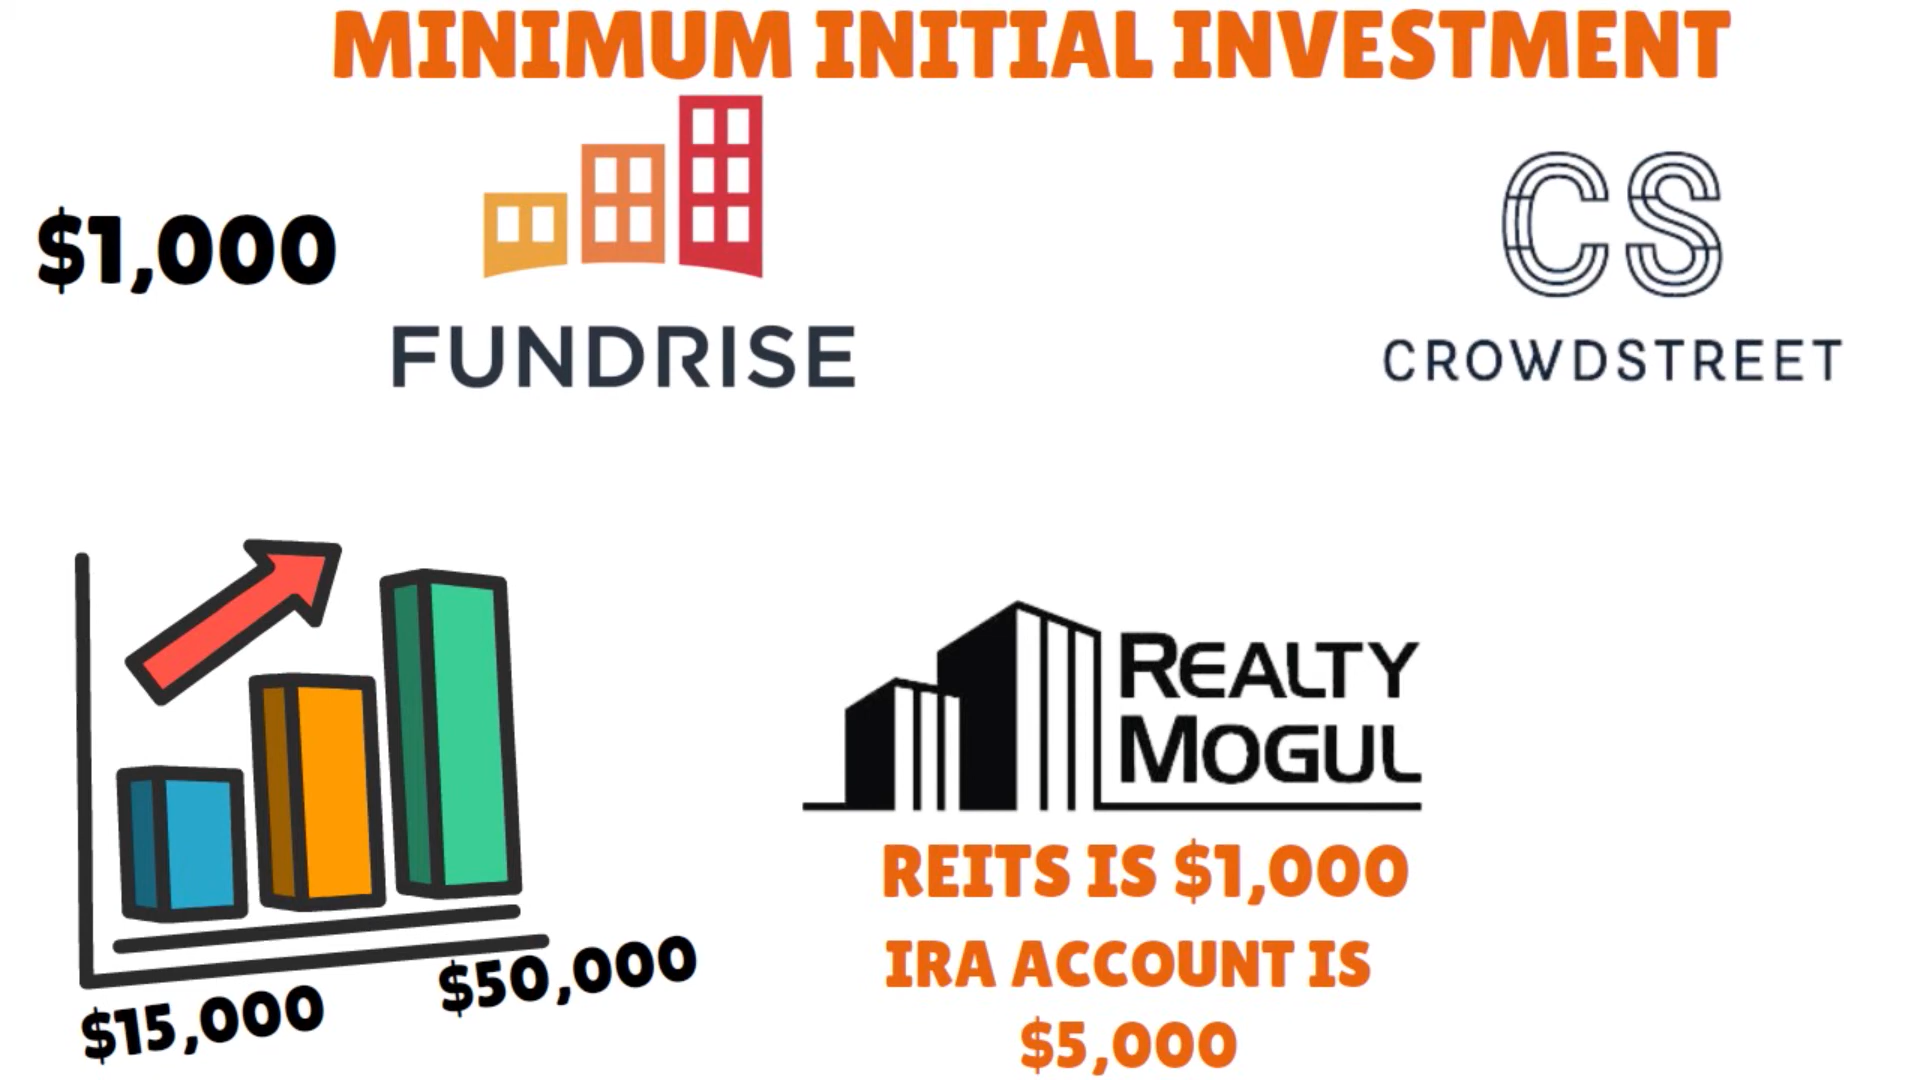 MINIMUM INITIAL INVESTMENT
$1,000
FUNDRISE
CS
CROWDSTREET
$15,000
$50,000
REALTY
MOGUL
REITS IS $1,000
IRA ACCOUNT IS
$5,000